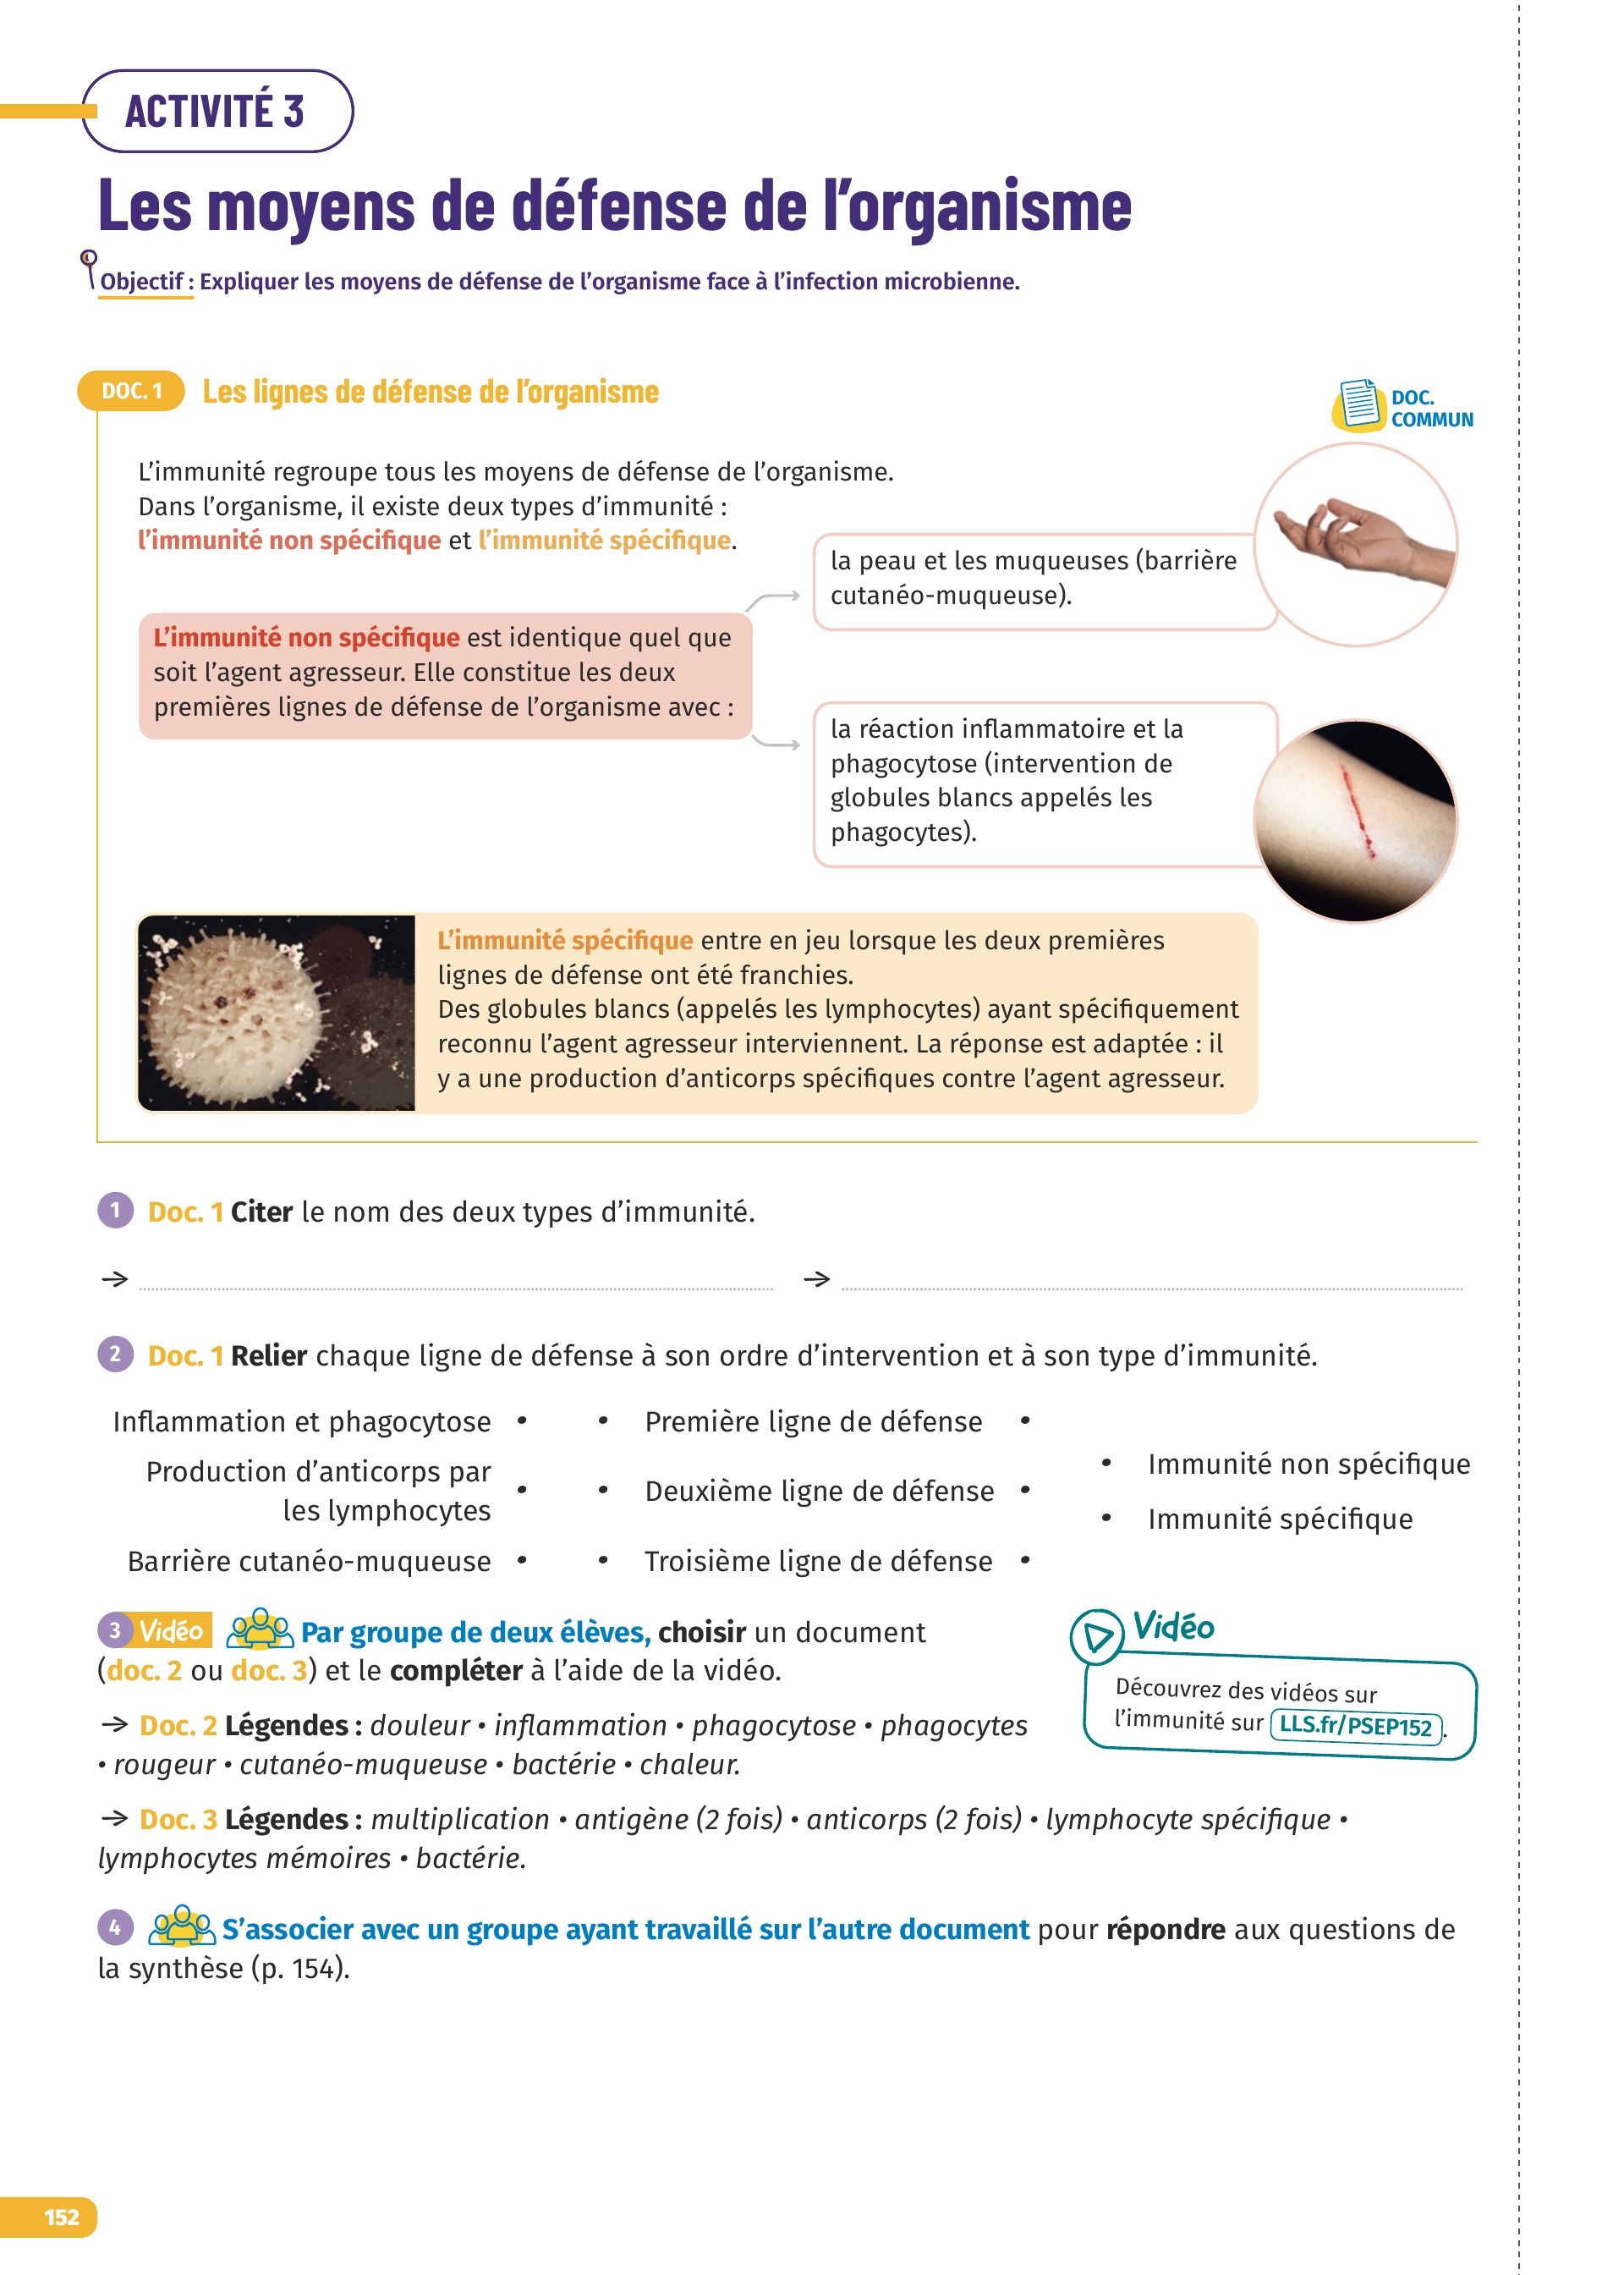 ACTIVITÉ 3
Les moyens de défense de l’organisme
Objectif : Expliquer les moyens de défense de l’organisme face à l’infection microbienne.
DOC. 1 Les lignes de défense de l’organisme
DOC.
COMMUN
L’immunité regroupe tous les moyens de défense de l’organisme.
Dans l’organisme, il existe deux types d’immunité :
l’immunité non spécifique et l’immunité spécifique.
L’immunité non spécifique est identique quel que
soit l’agent agresseur. Elle constitue les deux
premières lignes de défense de l’organisme avec :
la peau et les muqueuses (barrière
cutanéo-muqueuse).
la réaction inflammatoire et la
phagocytose (intervention de
globules blancs appelés les
phagocytes).
L’immunité spécifique entre en jeu lorsque les deux premières
lignes de défense ont été franchies.
Des globules blancs (appelés les lymphocytes) ayant spécifiquement
reconnu l’agent agresseur interviennent. La réponse est adaptée : il
y a une production d’anticorps spécifiques contre l’agent agresseur.
1 Doc. 1 Citer le nom des deux types d’immunité.
→ →
2 Doc. 1 Relier chaque ligne de défense à son ordre d’intervention et à son type d’immunité.
Inflammation et phagocytose •
Production d’anticorps par
les lymphocytes •
Barrière cutanéo-muqueuse •
• Première ligne de défense •
• Deuxième ligne de défense •
• Troisième ligne de défense •
• Immunité non spécifique
• Immunité spécifique
3 Vidéo Par groupe de deux élèves, choisir un document
(doc. 2 ou doc. 3) et le compléter à l’aide de la vidéo.
→ Doc. 2 Légendes : douleur • inflammation • phagocytose • phagocytes
• rougeur • cutanéo-muqueuse • bactérie • chaleur.
Vidéo
Découvrez des vidéos sur
l’immunité sur LLS.fr/PSEP152.
→ Doc. 3 Légendes : multiplication • antigène (2 fois) • anticorps (2 fois) • lymphocyte spécifique •
lymphocytes mémoires • bactérie.
4 S’associer avec un groupe ayant travaillé sur l’autre document pour répondre aux questions de
la synthèse (p. 154).
152